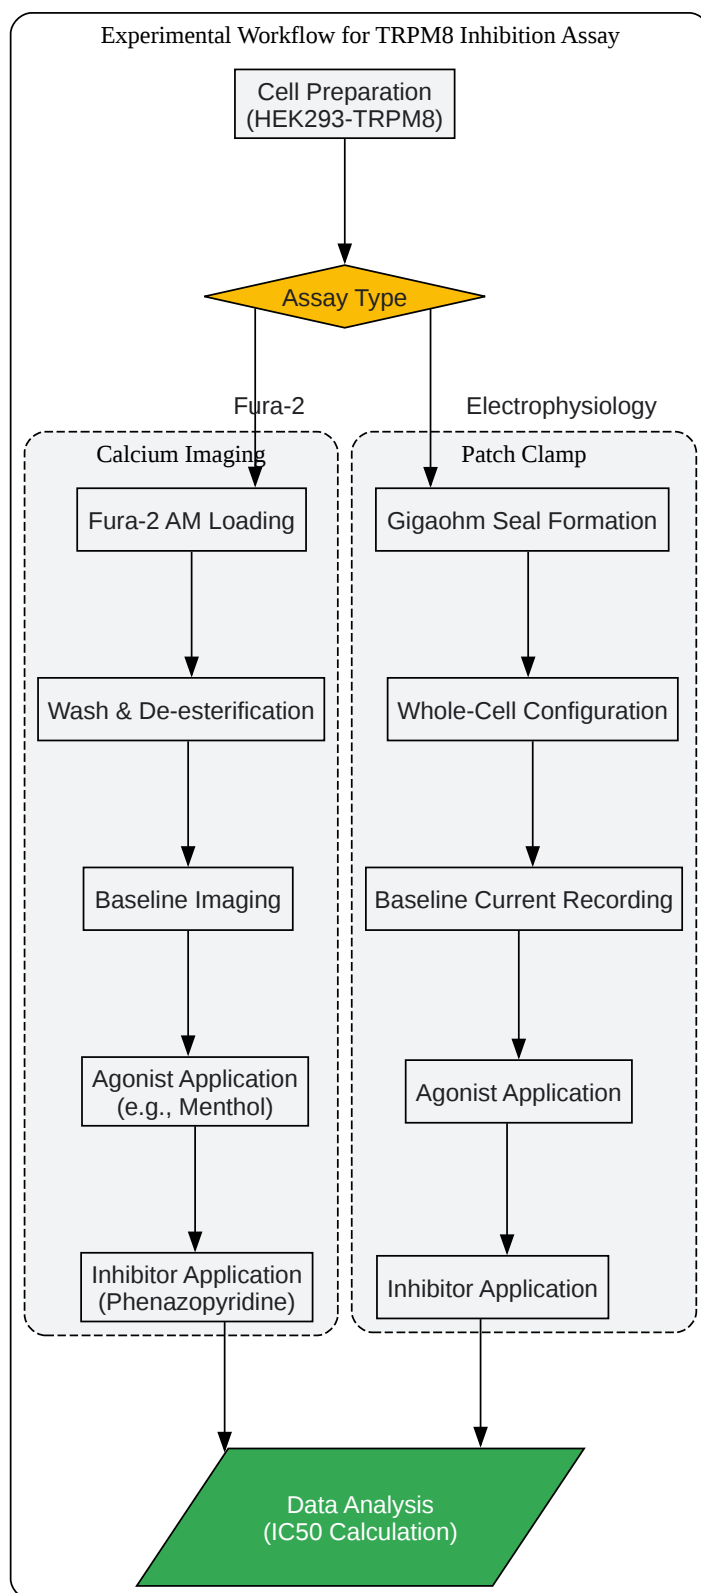 Experimental Workflow for TRPM8 Inhibition Assay
Cell Preparation
(HEK293-TRPM8)
Assay Type
Fura-2
Electrophysiology
Calcium Imaging
Fura-2 AM Loading
Wash & De-esterification
Baseline Imaging
Agonist Application
(e.g., Menthol)
Inhibitor Application
(Phenazopyridine)
Patch Clamp
Gigaohm Seal Formation
Whole-Cell Configuration
Baseline Current Recording
Agonist Application
Inhibitor Application
Data Analysis
(IC50 Calculation)